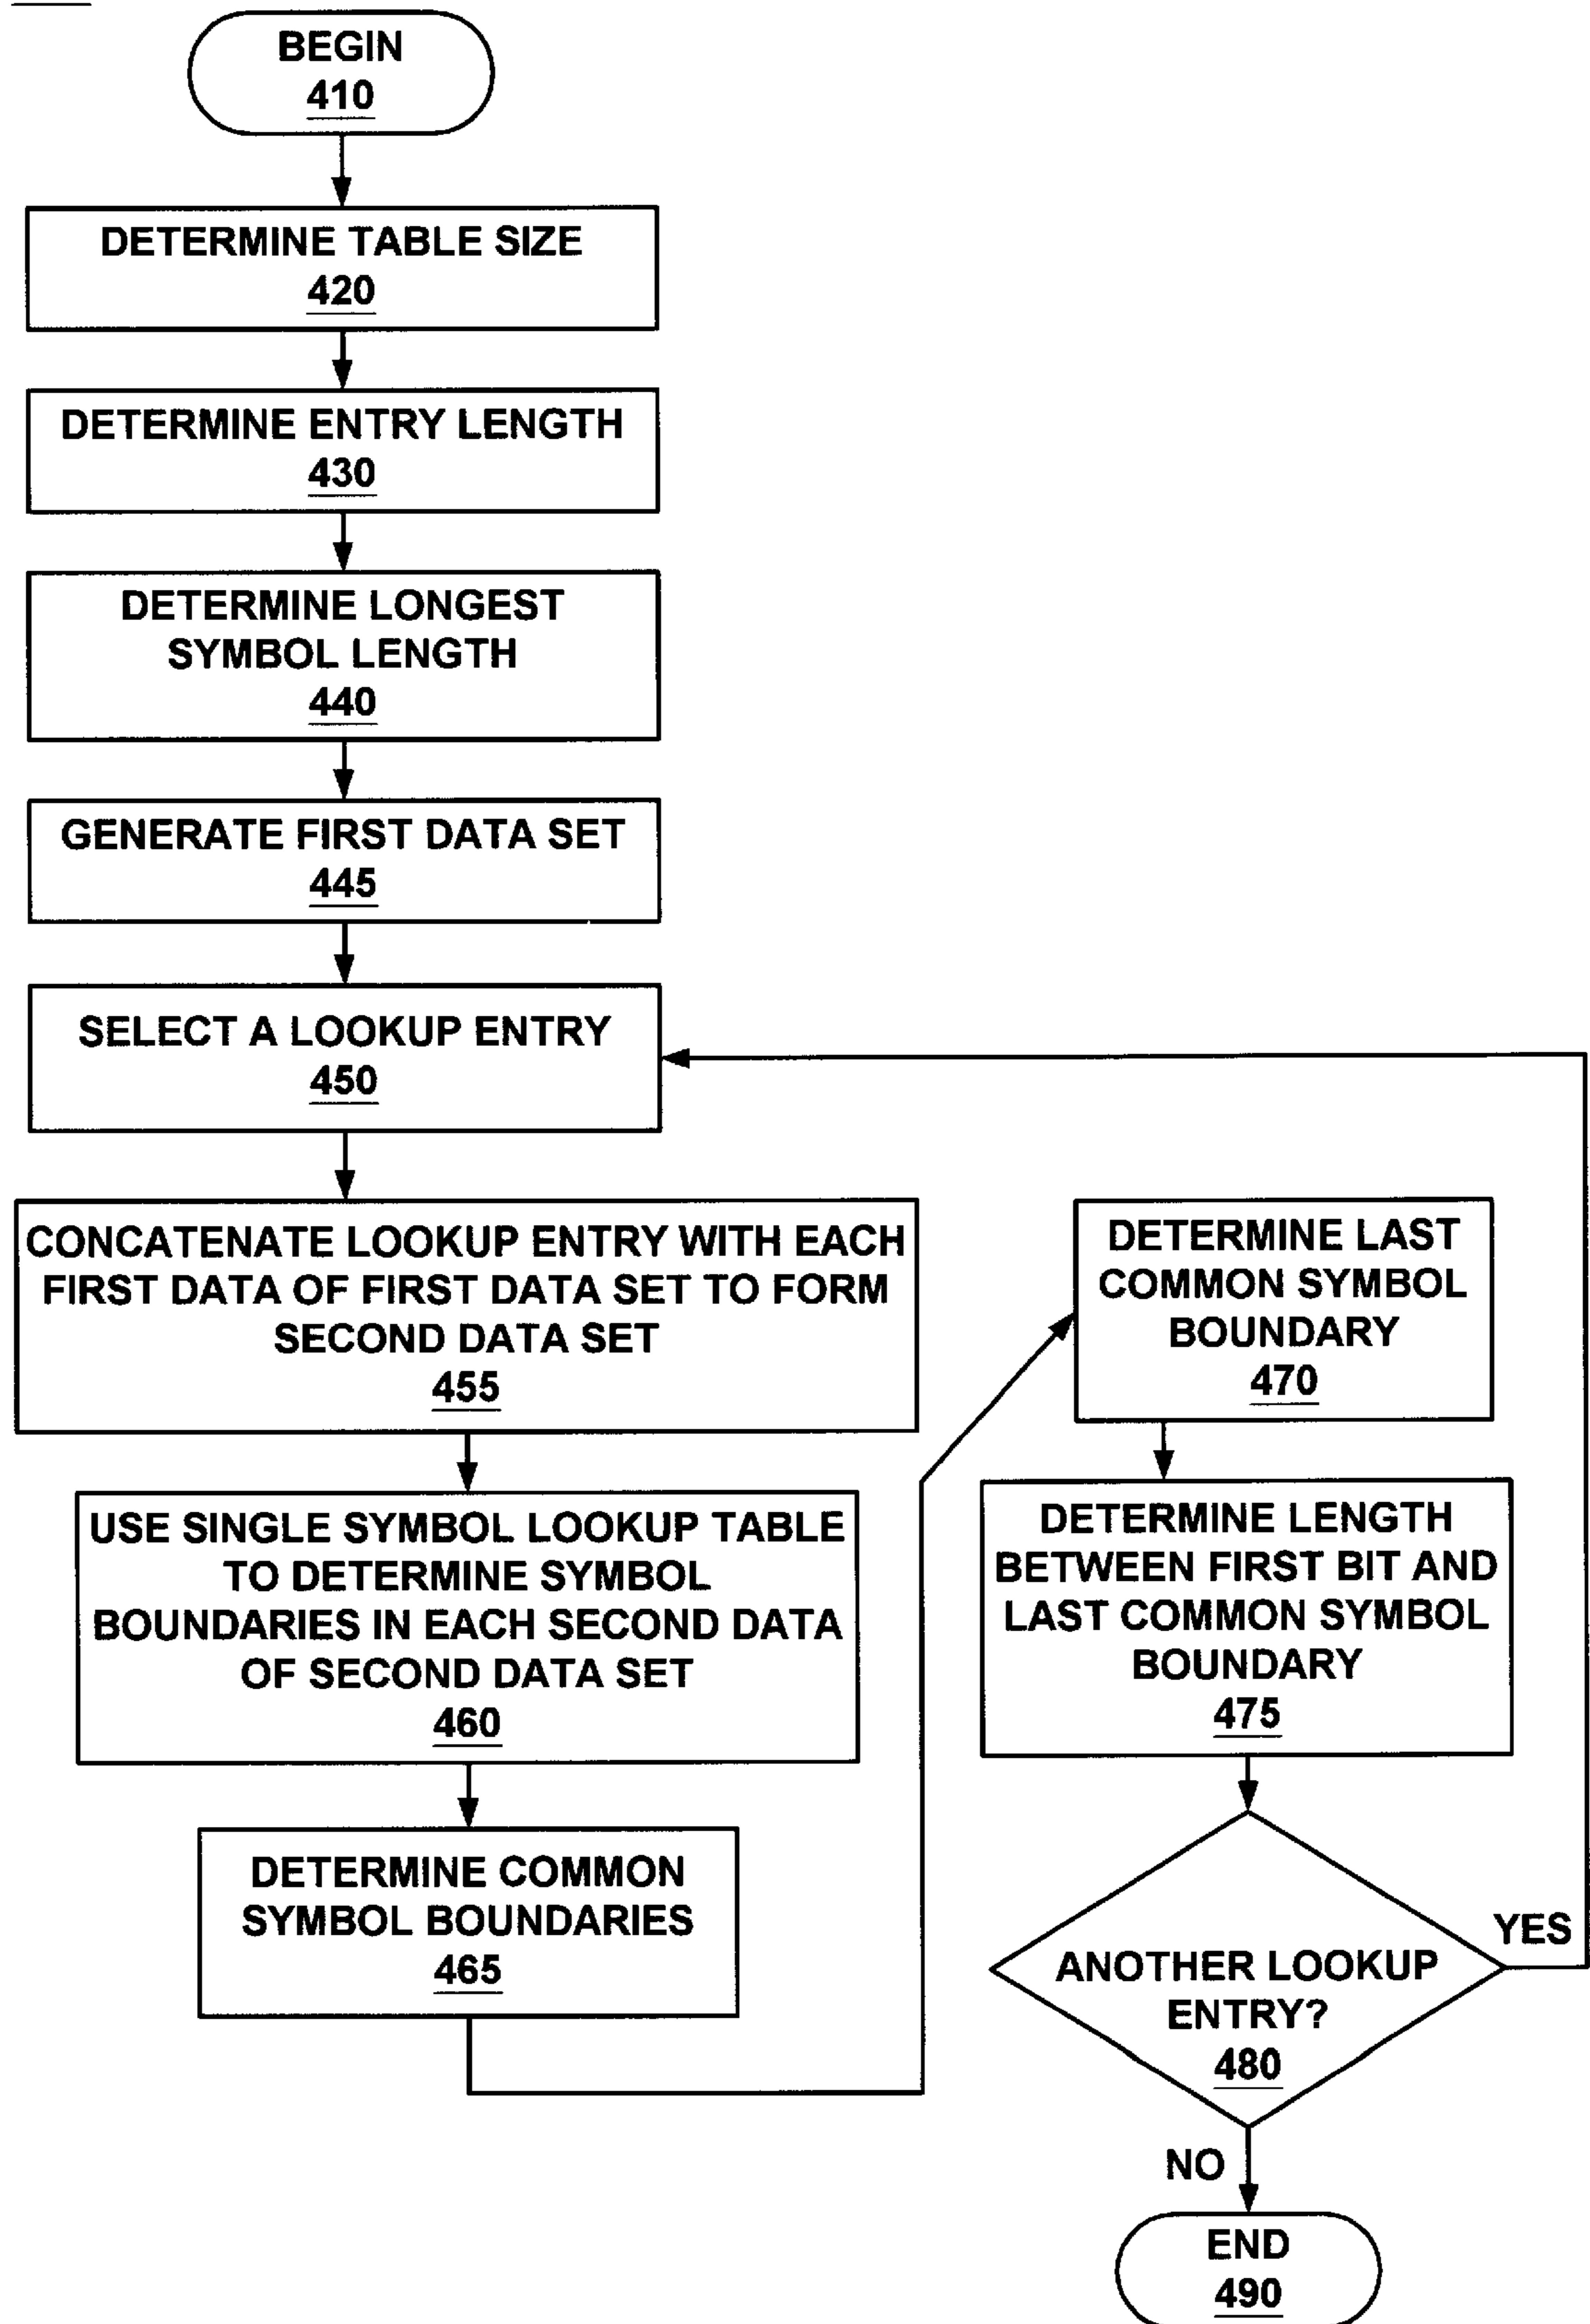 BEGIN
410
DETERMINE TABLE SIZE
420
DETERMINE ENTRY LENGTH
430
DETERMINE LONGEST
SYMBOL LENGTH
440
GENERATE FIRST DATA SET
445
SELECT A LOOKUP ENTRY
450
CONCATENATE LOOKUP ENTRY WITH EACH
FIRST DATA OF FIRST DATA SET TO FORM
SECOND DATA SET
455
USE SINGLE SYMBOL LOOKUP TABLE
TO DETERMINE SYMBOL
BOUNDARIES IN EACH SECOND DATA
OF SECOND DATA SET
460
DETERMINE COMMON
SYMBOL BOUNDARIES
465
DETERMINE LAST
COMMON SYMBOL
BOUNDARY
470
DETERMINE LENGTH
BETWEEN FIRST BIT AND
LAST COMMON SYMBOL
BOUNDARY
475
ANOTHER LOOKUP
ENTRY?
480
YES
NO
END
490